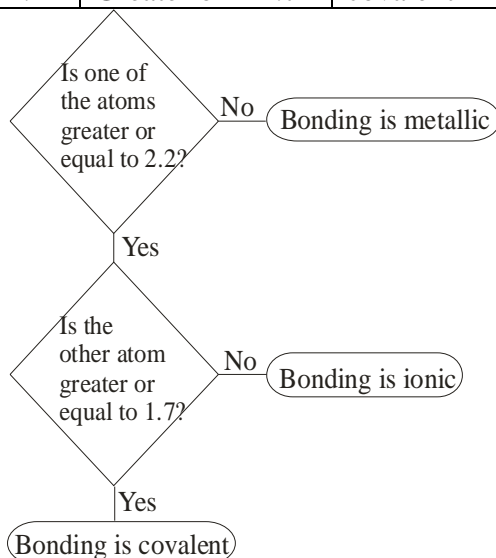 Is one of
the atoms
greater or
equal to 2.2?
No
Bonding is metallic
Yes
Is the
other atom
greater or
equal to 1.7?
No
Bonding is ionic
Yes
Bonding is covalent